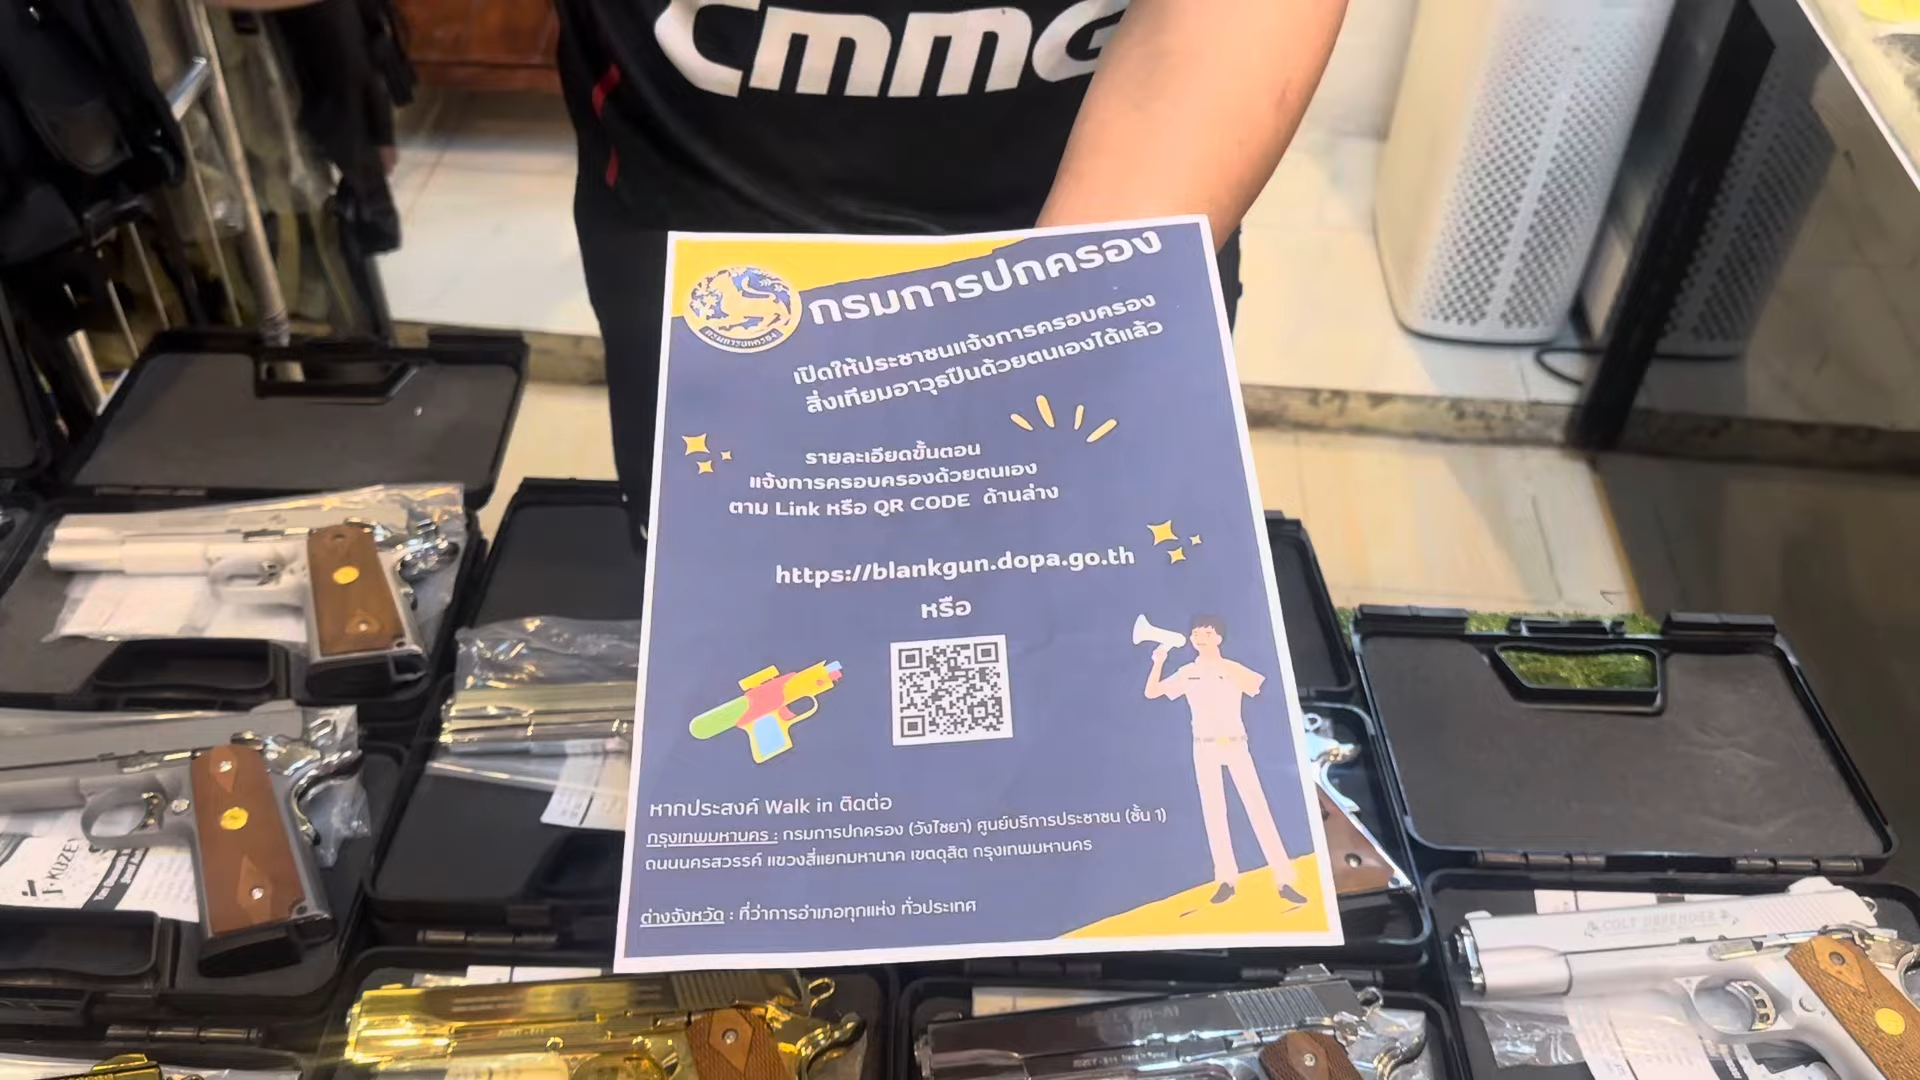 CMMG
กรมการปกครอง
กรมการปกครอง
เปิดให้ประชาชนแจ้งการครอบครอง
สิ่งเทียมอาวุธปืนด้วยตนเองได้แล้ว
รายละเอียดขั้นตอน
แจ้งการครอบครองด้วยตนเอง
ตาม Link หรือ QR CODE ด้านล่าง
https://blankgun.dopa.go.th
หรือ
หากประสงค์ Walk in ติดต่อ
กรุงเทพมหานคร : กรมการปกครอง (วังไชยา) ศูนย์บริการประชาชน (ชั้น 1)
ถนนนครสวรรค์ แขวงสี่แยกมหานาค เขตดุสิต กรุงเทพมหานคร
ต่างจังหวัด : ที่ว่าการอำเภอทุกแห่ง ทั่วประเทศ
COLT DEFENDER